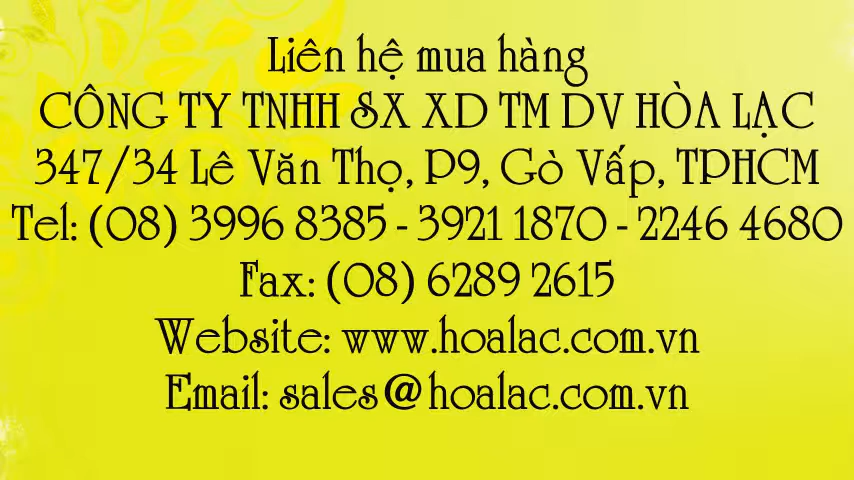 Liên hệ mua hàng
CÔNG TY TNHH SX XD TM DV HÒA LẠC
347/34 Lê Văn Thọ, P9, Gò Vấp, TPHCM
Tel: (08) 3996 8385 - 3921 1870 - 2246 4680
Fax: (08) 6289 2615
Website: www.hoalac.com.vn
Email: sales@hoalac.com.vn